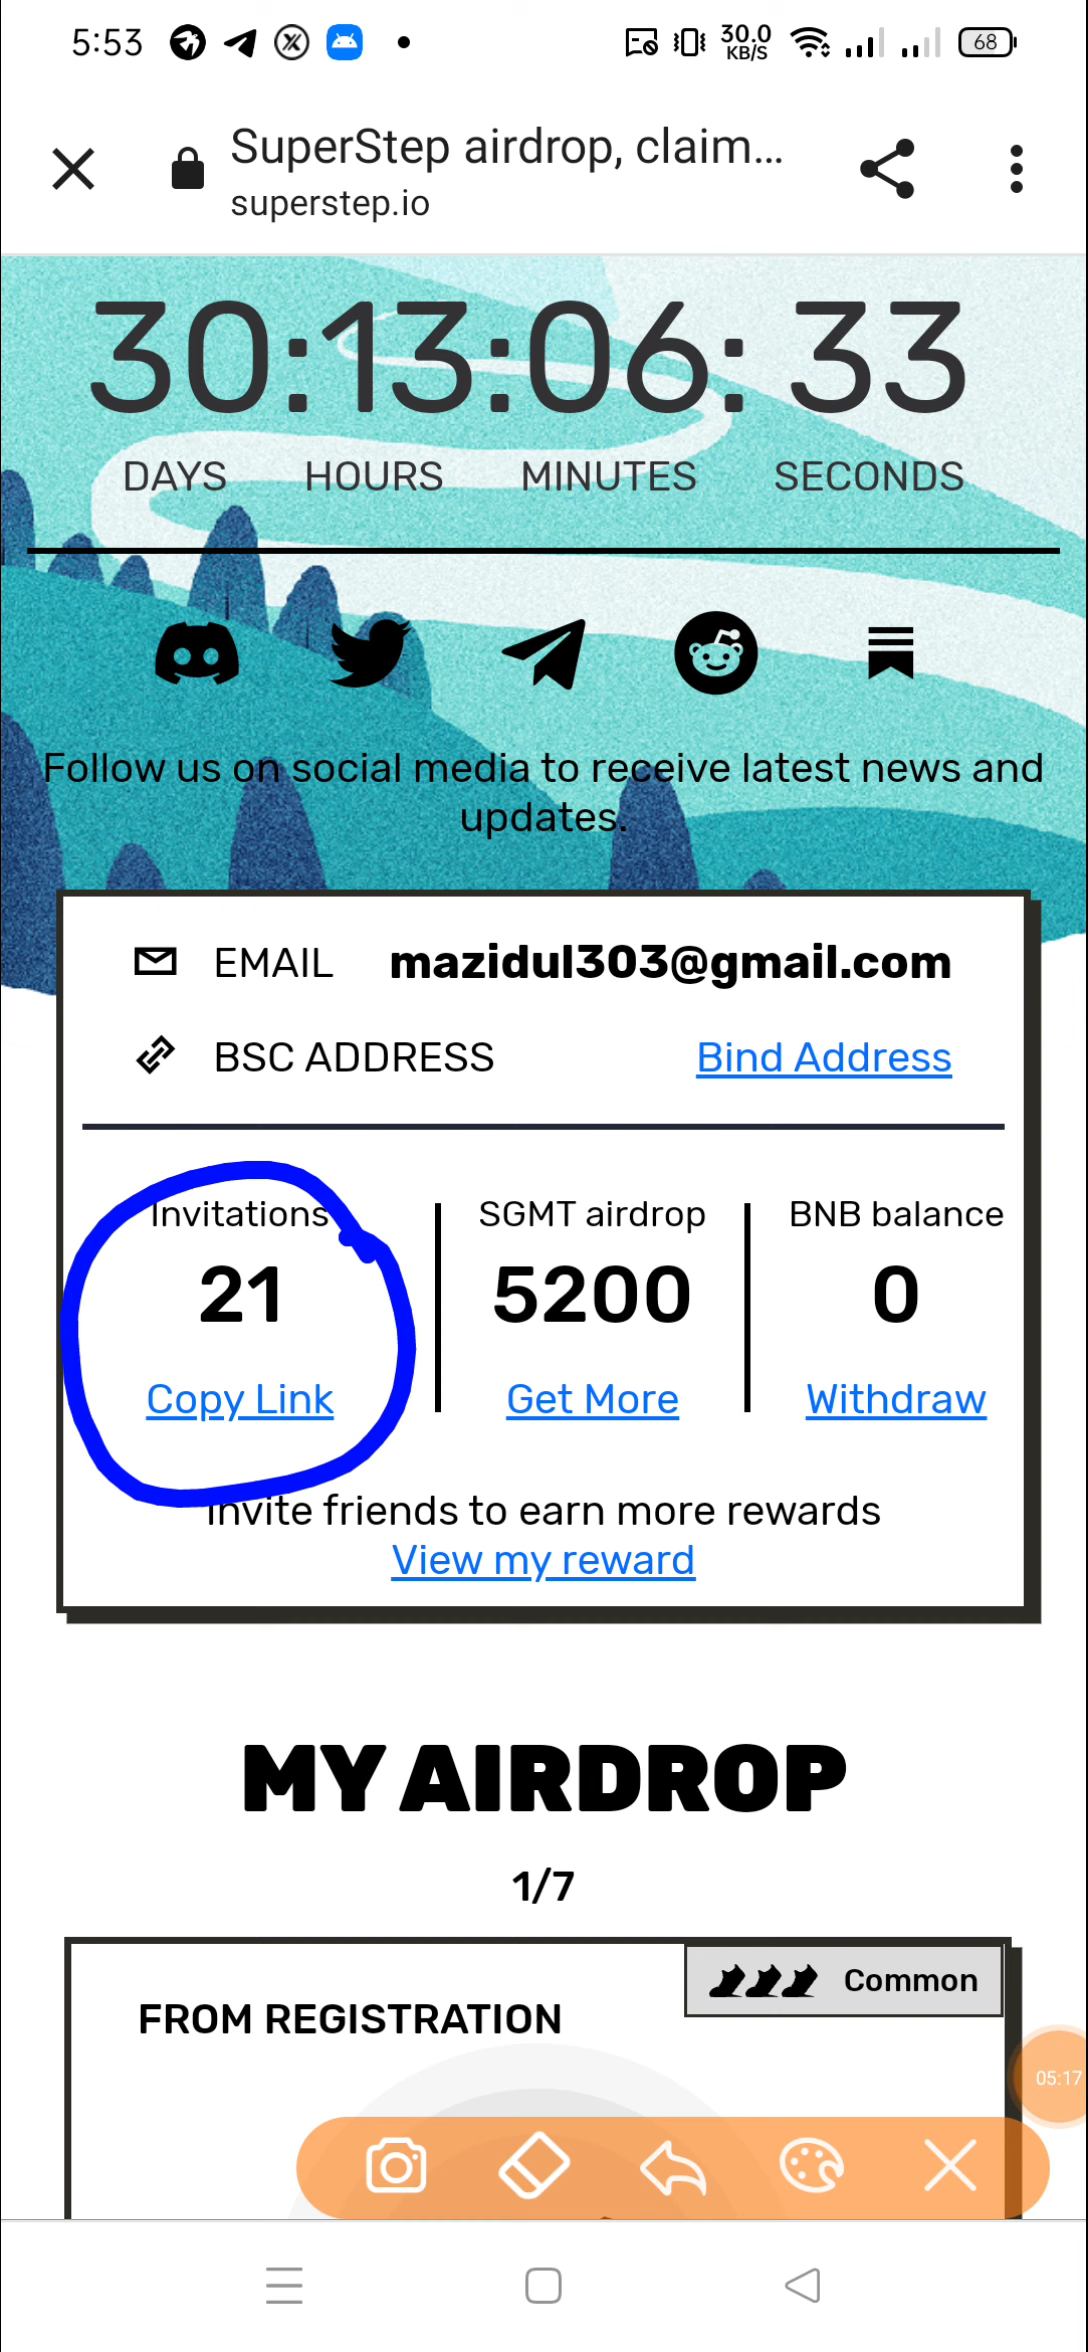 5:53
30.0
KB/S
68
SuperStep airdrop, claim...
superstep.io
30:13:06: 33
DAYS HOURS MINUTES SECONDS
Follow us on social media to receive latest news and
updates.
EMAIL mazidul303@gmail.com
BSC ADDRESS Bind Address
Invitations SGMT airdrop BNB balance
21 5200 0
Copy Link Get More Withdraw
Invite friends to earn more rewards
View my reward
MY AIRDROP
1/7
Common
FROM REGISTRATION
05:17